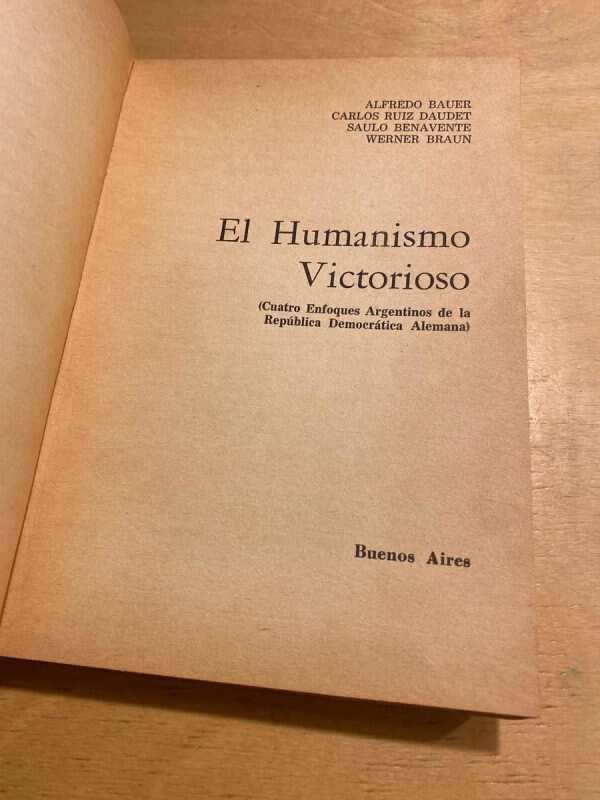 ALFREDO BAUER
CARLOS RUIZ DAUDET
SAULO BENAVENTE
WERNER BRAUN
El Humanismo
Victorioso
(Cuatro Enfoques Argentinos de la
República Democrática Alemana)
Buenos Aires